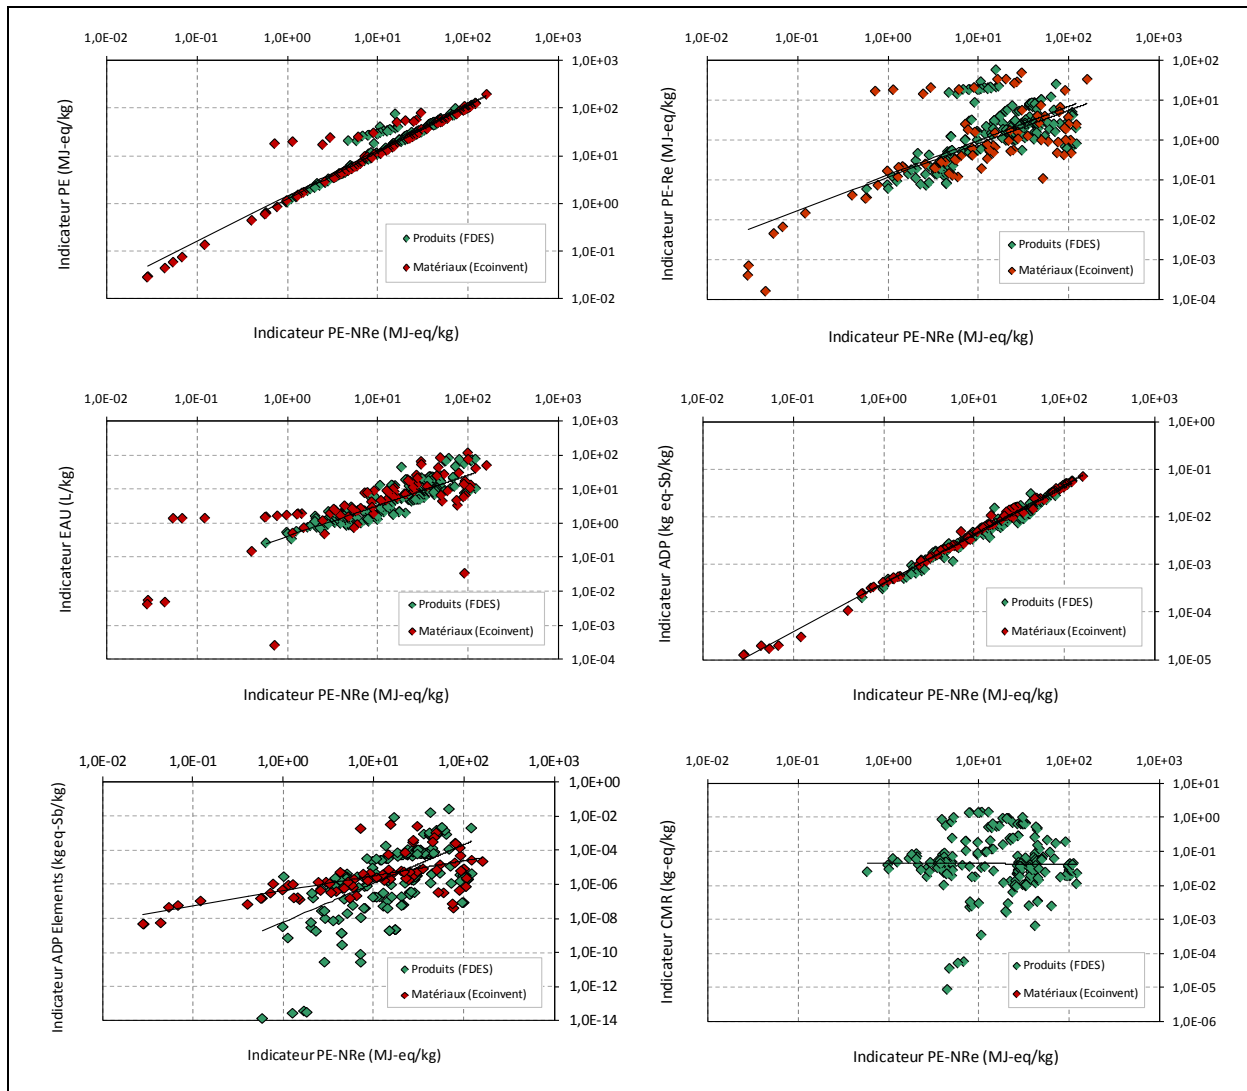 1,0E-02 1,0E-01 1,0E+00 1,0E+01 1,0E+02 1,0E+03
1,0E+03
1,0E+02
1,0E+01
1,0E+00
1,0E-01
1,0E-02
Indicateur PE (MJ-eq/kg)
Produits (FDES)
Matériaux (Ecoinvent)
Indicateur PE-NRe (MJ-eq/kg)
1,0E-02 1,0E-01 1,0E+00 1,0E+01 1,0E+02 1,0E+03
1,0E+02
1,0E+01
1,0E+00
1,0E-01
1,0E-02
1,0E-03
1,0E-04
Indicateur PE-Re (MJ-eq/kg)
Produits (FDES)
Matériaux (Ecoinvent)
Indicateur PE-NRe (MJ-eq/kg)
1,0E-02 1,0E-01 1,0E+00 1,0E+01 1,0E+02 1,0E+03
1,0E+03
1,0E+02
1,0E+01
1,0E+00
1,0E-01
1,0E-02
1,0E-03
1,0E-04
Indicateur EAU (L/kg)
Produits (FDES)
Matériaux (Ecoinvent)
Indicateur PE-NRe (MJ-eq/kg)
1,0E-02 1,0E-01 1,0E+00 1,0E+01 1,0E+02 1,0E+03
1,0E+00
1,0E-01
1,0E-02
1,0E-03
1,0E-04
1,0E-05
Indicateur ADP (kg eq-Sb/kg)
Produits (FDES)
Matériaux (Ecoinvent)
Indicateur PE-NRe (MJ-eq/kg)
1,0E-02 1,0E-01 1,0E+00 1,0E+01 1,0E+02 1,0E+03
1,0E+00
1,0E-02
1,0E-04
1,0E-06
1,0E-08
1,0E-10
1,0E-12
1,0E-14
Indicateur ADP Elements (kg eq-Sb/kg)
Produits (FDES)
Matériaux (Ecoinvent)
Indicateur PE-NRe (MJ-eq/kg)
1,0E-02 1,0E-01 1,0E+00 1,0E+01 1,0E+02 1,0E+03
1,0E+01
1,0E+00
1,0E-01
1,0E-02
1,0E-03
1,0E-04
1,0E-05
1,0E-06
Indicateur CMR (kg-eq/kg)
Produits (FDES)
Matériaux (Ecoinvent)
Indicateur PE-NRe (MJ-eq/kg)